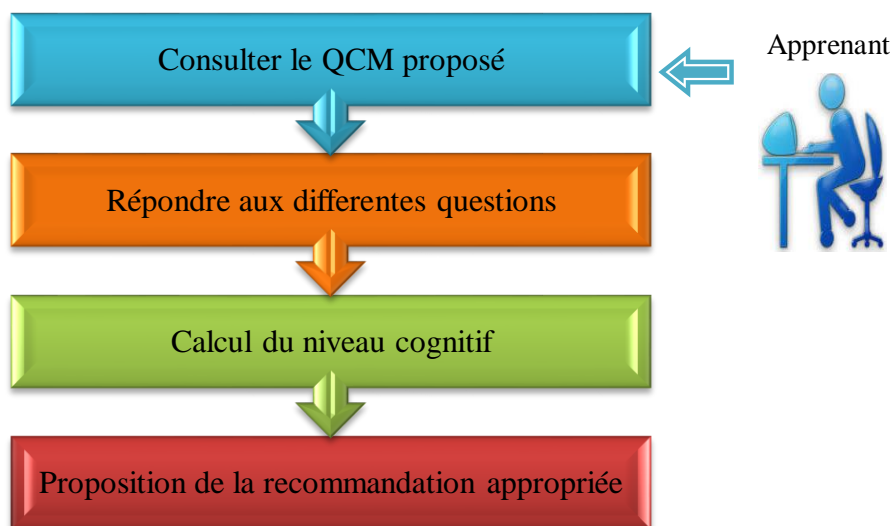 Consulter le QCM proposé
Apprenant
Répondre aux differentes questions
Calcul du niveau cognitif
Proposition de la recommandation appropriée